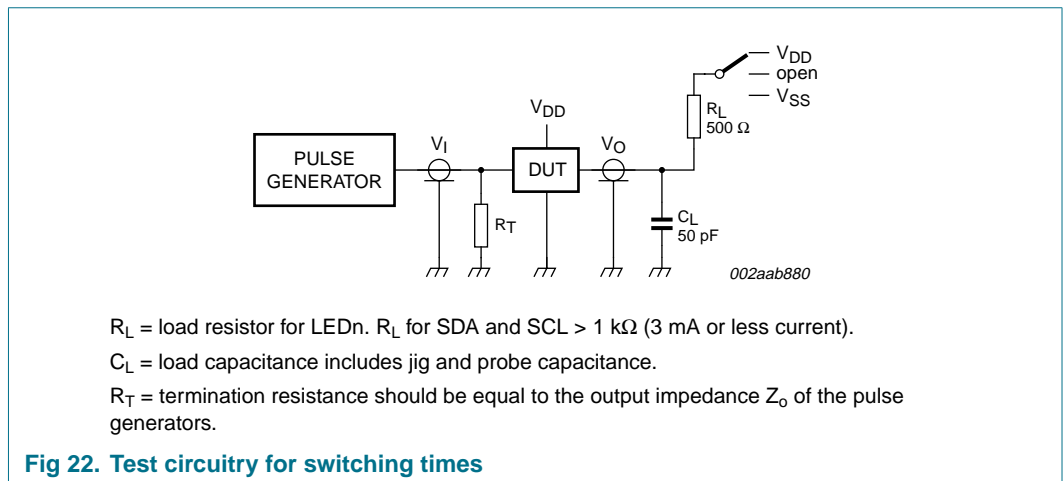 VDD
open
VSS
RL
500 Ω
VDD
VI
VO
PULSE
GENERATOR
DUT
RT
CL
50 pF
002aab880
RL = load resistor for LEDn. RL for SDA and SCL > 1 kΩ (3 mA or less current).
CL = load capacitance includes jig and probe capacitance.
RT = termination resistance should be equal to the output impedance Zo of the pulse
generators.
Fig 22. Test circuitry for switching times